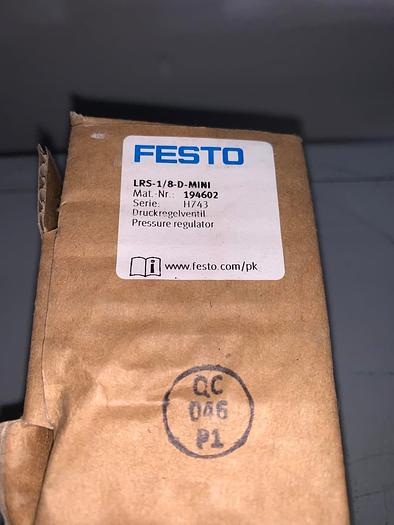 FESTO
LRS-1/8-D-MINI
Mat.-Nr.: 194602
Serie: H743
Druckregelventil
Pressure regulator
www.festo.com/pk
QC
046
P1